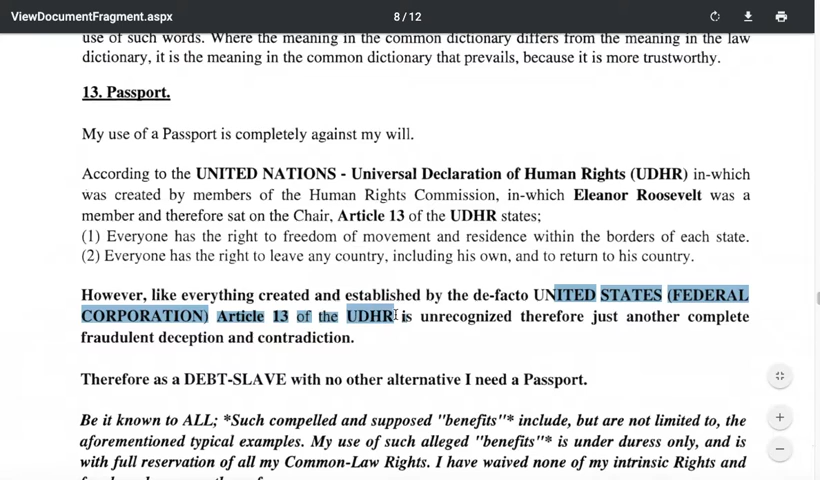 ViewDocumentFragment.aspx
8 / 12
use of such words. Where the meaning in the common dictionary differs from the meaning in the law
dictionary, it is the meaning in the common dictionary that prevails, because it is more trustworthy.
13. Passport.
My use of a Passport is completely against my will.
According to the UNITED NATIONS - Universal Declaration of Human Rights (UDHR) in-which
was created by members of the Human Rights Commission, in-which Eleanor Roosevelt was a
member and therefore sat on the Chair, Article 13 of the UDHR states;
(1) Everyone has the right to freedom of movement and residence within the borders of each state.
(2) Everyone has the right to leave any country, including his own, and to return to his country.
However, like everything created and established by the de-facto UNITED STATES (FEDERAL
CORPORATION) Article 13 of the UDHR is unrecognized therefore just another complete
fraudulent deception and contradiction.
Therefore as a DEBT-SLAVE with no other alternative I need a Passport.
Be it known to ALL; *Such compelled and supposed "benefits"* include, but are not limited to, the
aforementioned typical examples. My use of such alleged "benefits"* is under duress only, and is
with full reservation of all my Common-Law Rights. I have waived none of my intrinsic Rights and